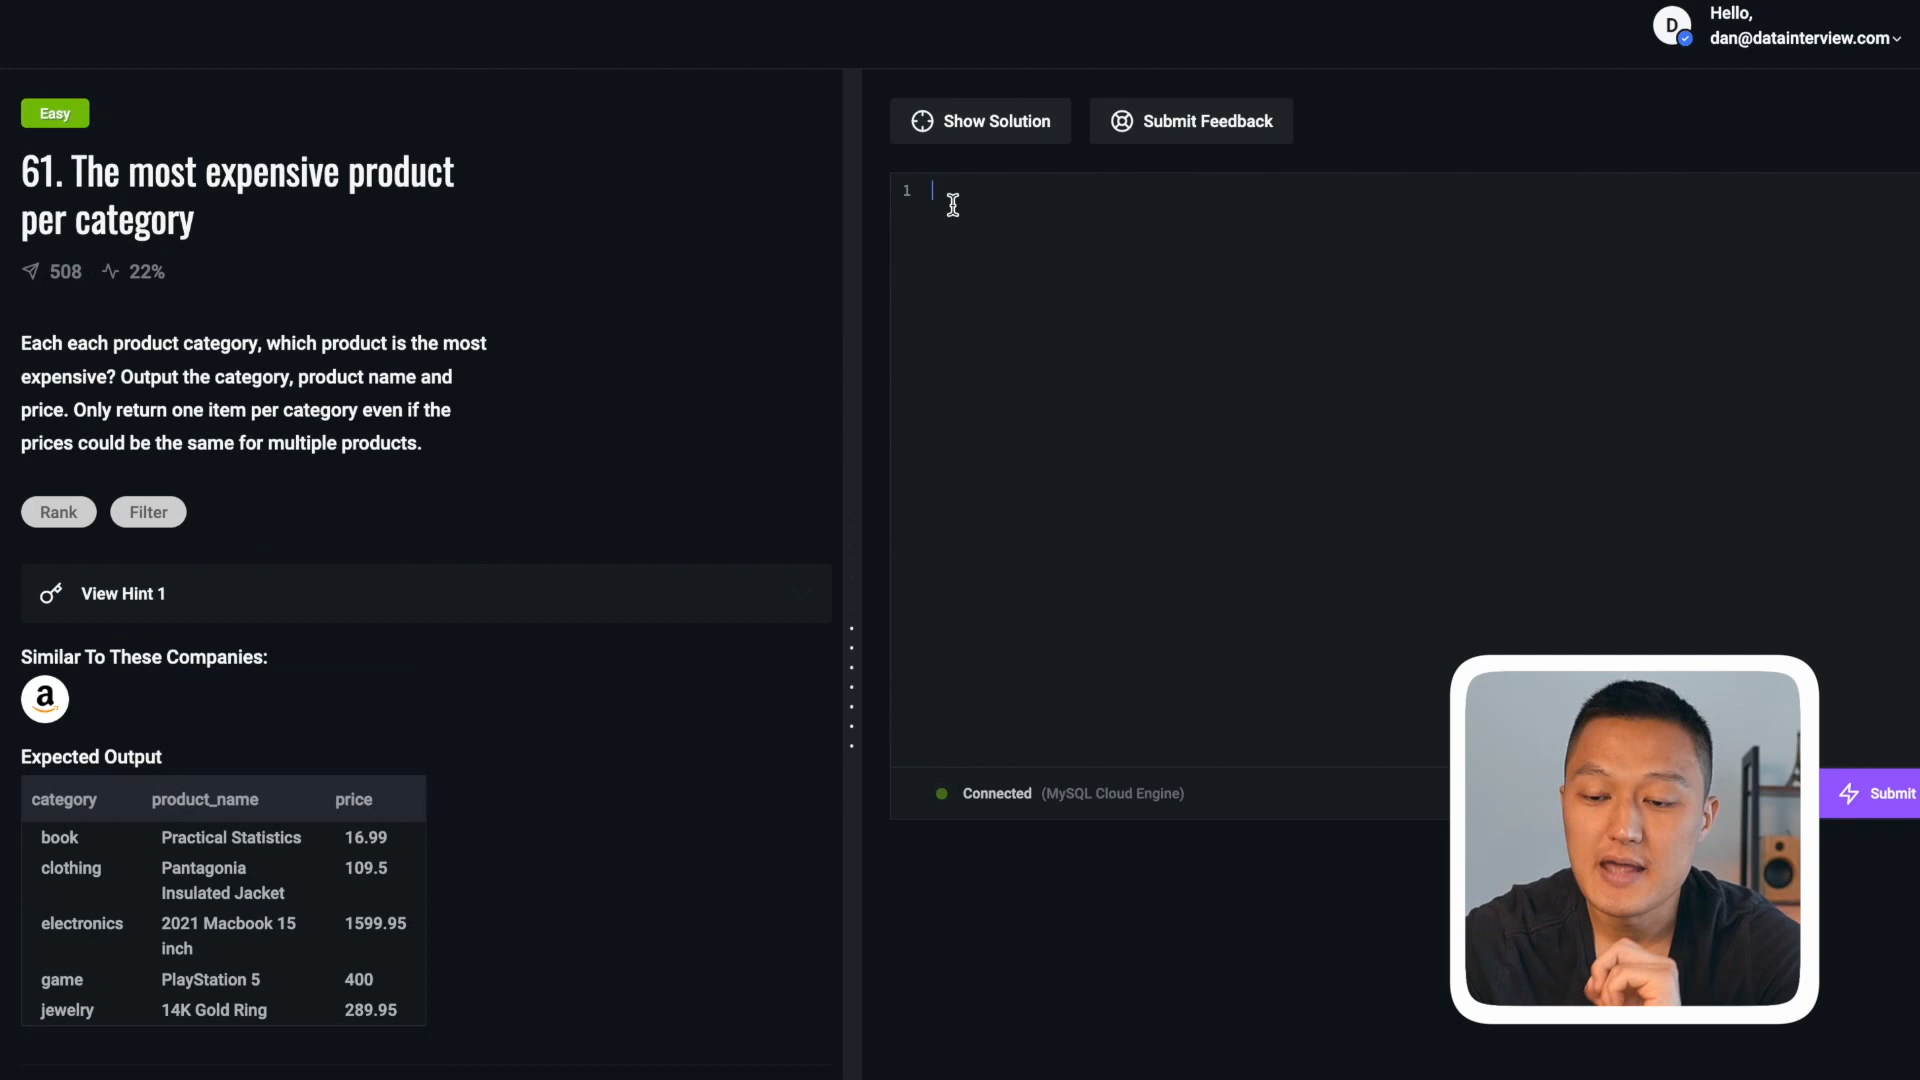 Hello,
D
dan@datainterview.com
Easy
61. The most expensive product
per category
508 22%
Each each product category, which product is the most
expensive? Output the category, product name and
price. Only return one item per category even if the
prices could be the same for multiple products.
Rank Filter
View Hint 1
Similar To These Companies:
a
Expected Output
category product_name price
book Practical Statistics 16.99
clothing Pantagonia 109.5
Insulated Jacket
electronics 2021 Macbook 15 1599.95
inch
game PlayStation 5 400
jewelry 14K Gold Ring 289.95
Show Solution Submit Feedback
1
Connected (MySQL Cloud Engine)
Submit